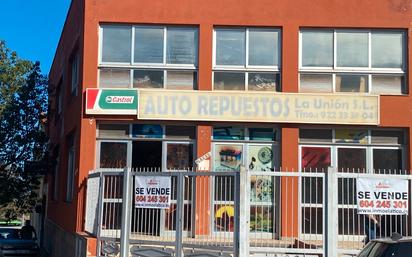 Castrol
AUTO REPUESTOS La Unión S.L.
SE VENDE
604 245 301
SE VENDE
604 245 301